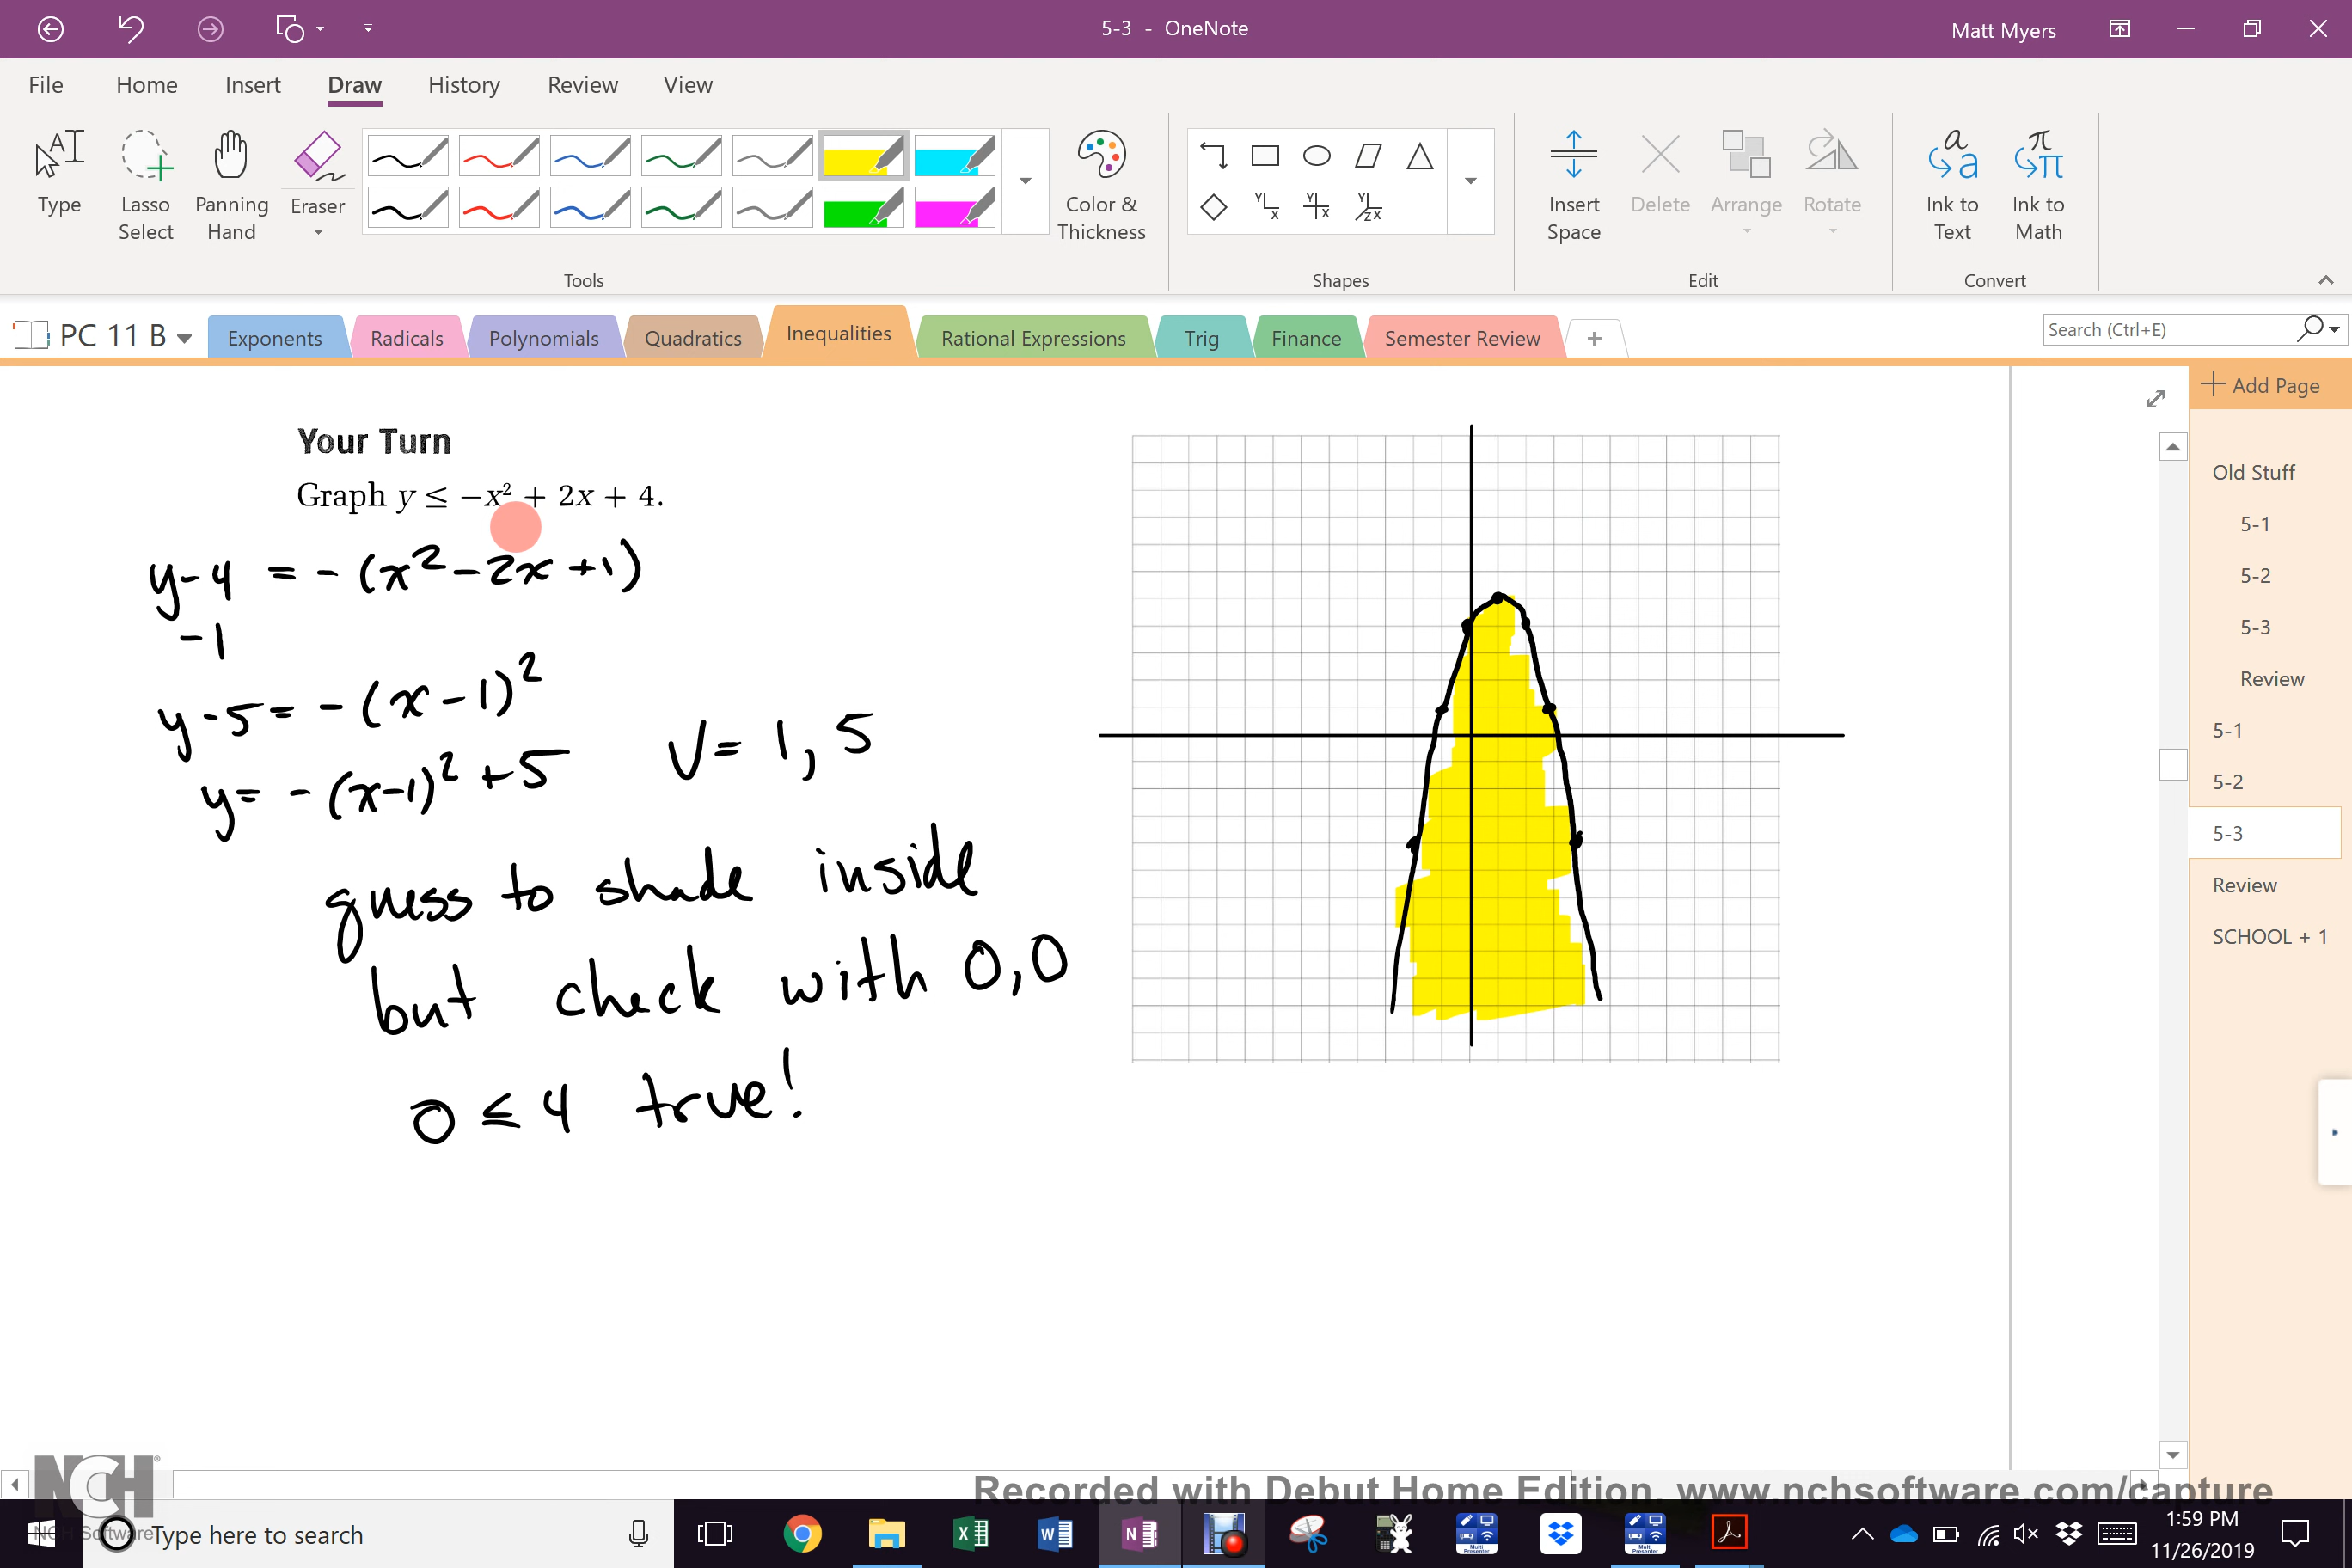 5-3 - OneNote
Matt Myers
File Home Insert Draw History Review View
Type
Lasso Select
Panning Hand
Eraser
Color & Thickness
Insert Space
Delete
Arrange
Rotate
Ink to Text
Ink to Math
Tools
Shapes
Edit
Convert
PC 11 B
Exponents
Radicals
Polynomials
Quadratics
Inequalities
Rational Expressions
Trig
Finance
Semester Review
Search (Ctrl+E)
Add Page
Old Stuff
5-1
5-2
5-3
Review
5-1
5-2
5-3
Review
SCHOOL + 1
Your Turn
Graph y ≤ −x² + 2x + 4.
y-4 = -(x²-2x+1)
-1
y-5 = -(x-1)²
y = -(x-1)² +5
V = 1, 5
guess to shade inside
but check with 0,0
0 ≤ 4 true!
NCH®
NCH Software
Recorded with Debut Home Edition. www.nchsoftware.com/capture
Type here to search
1:59 PM
11/26/2019